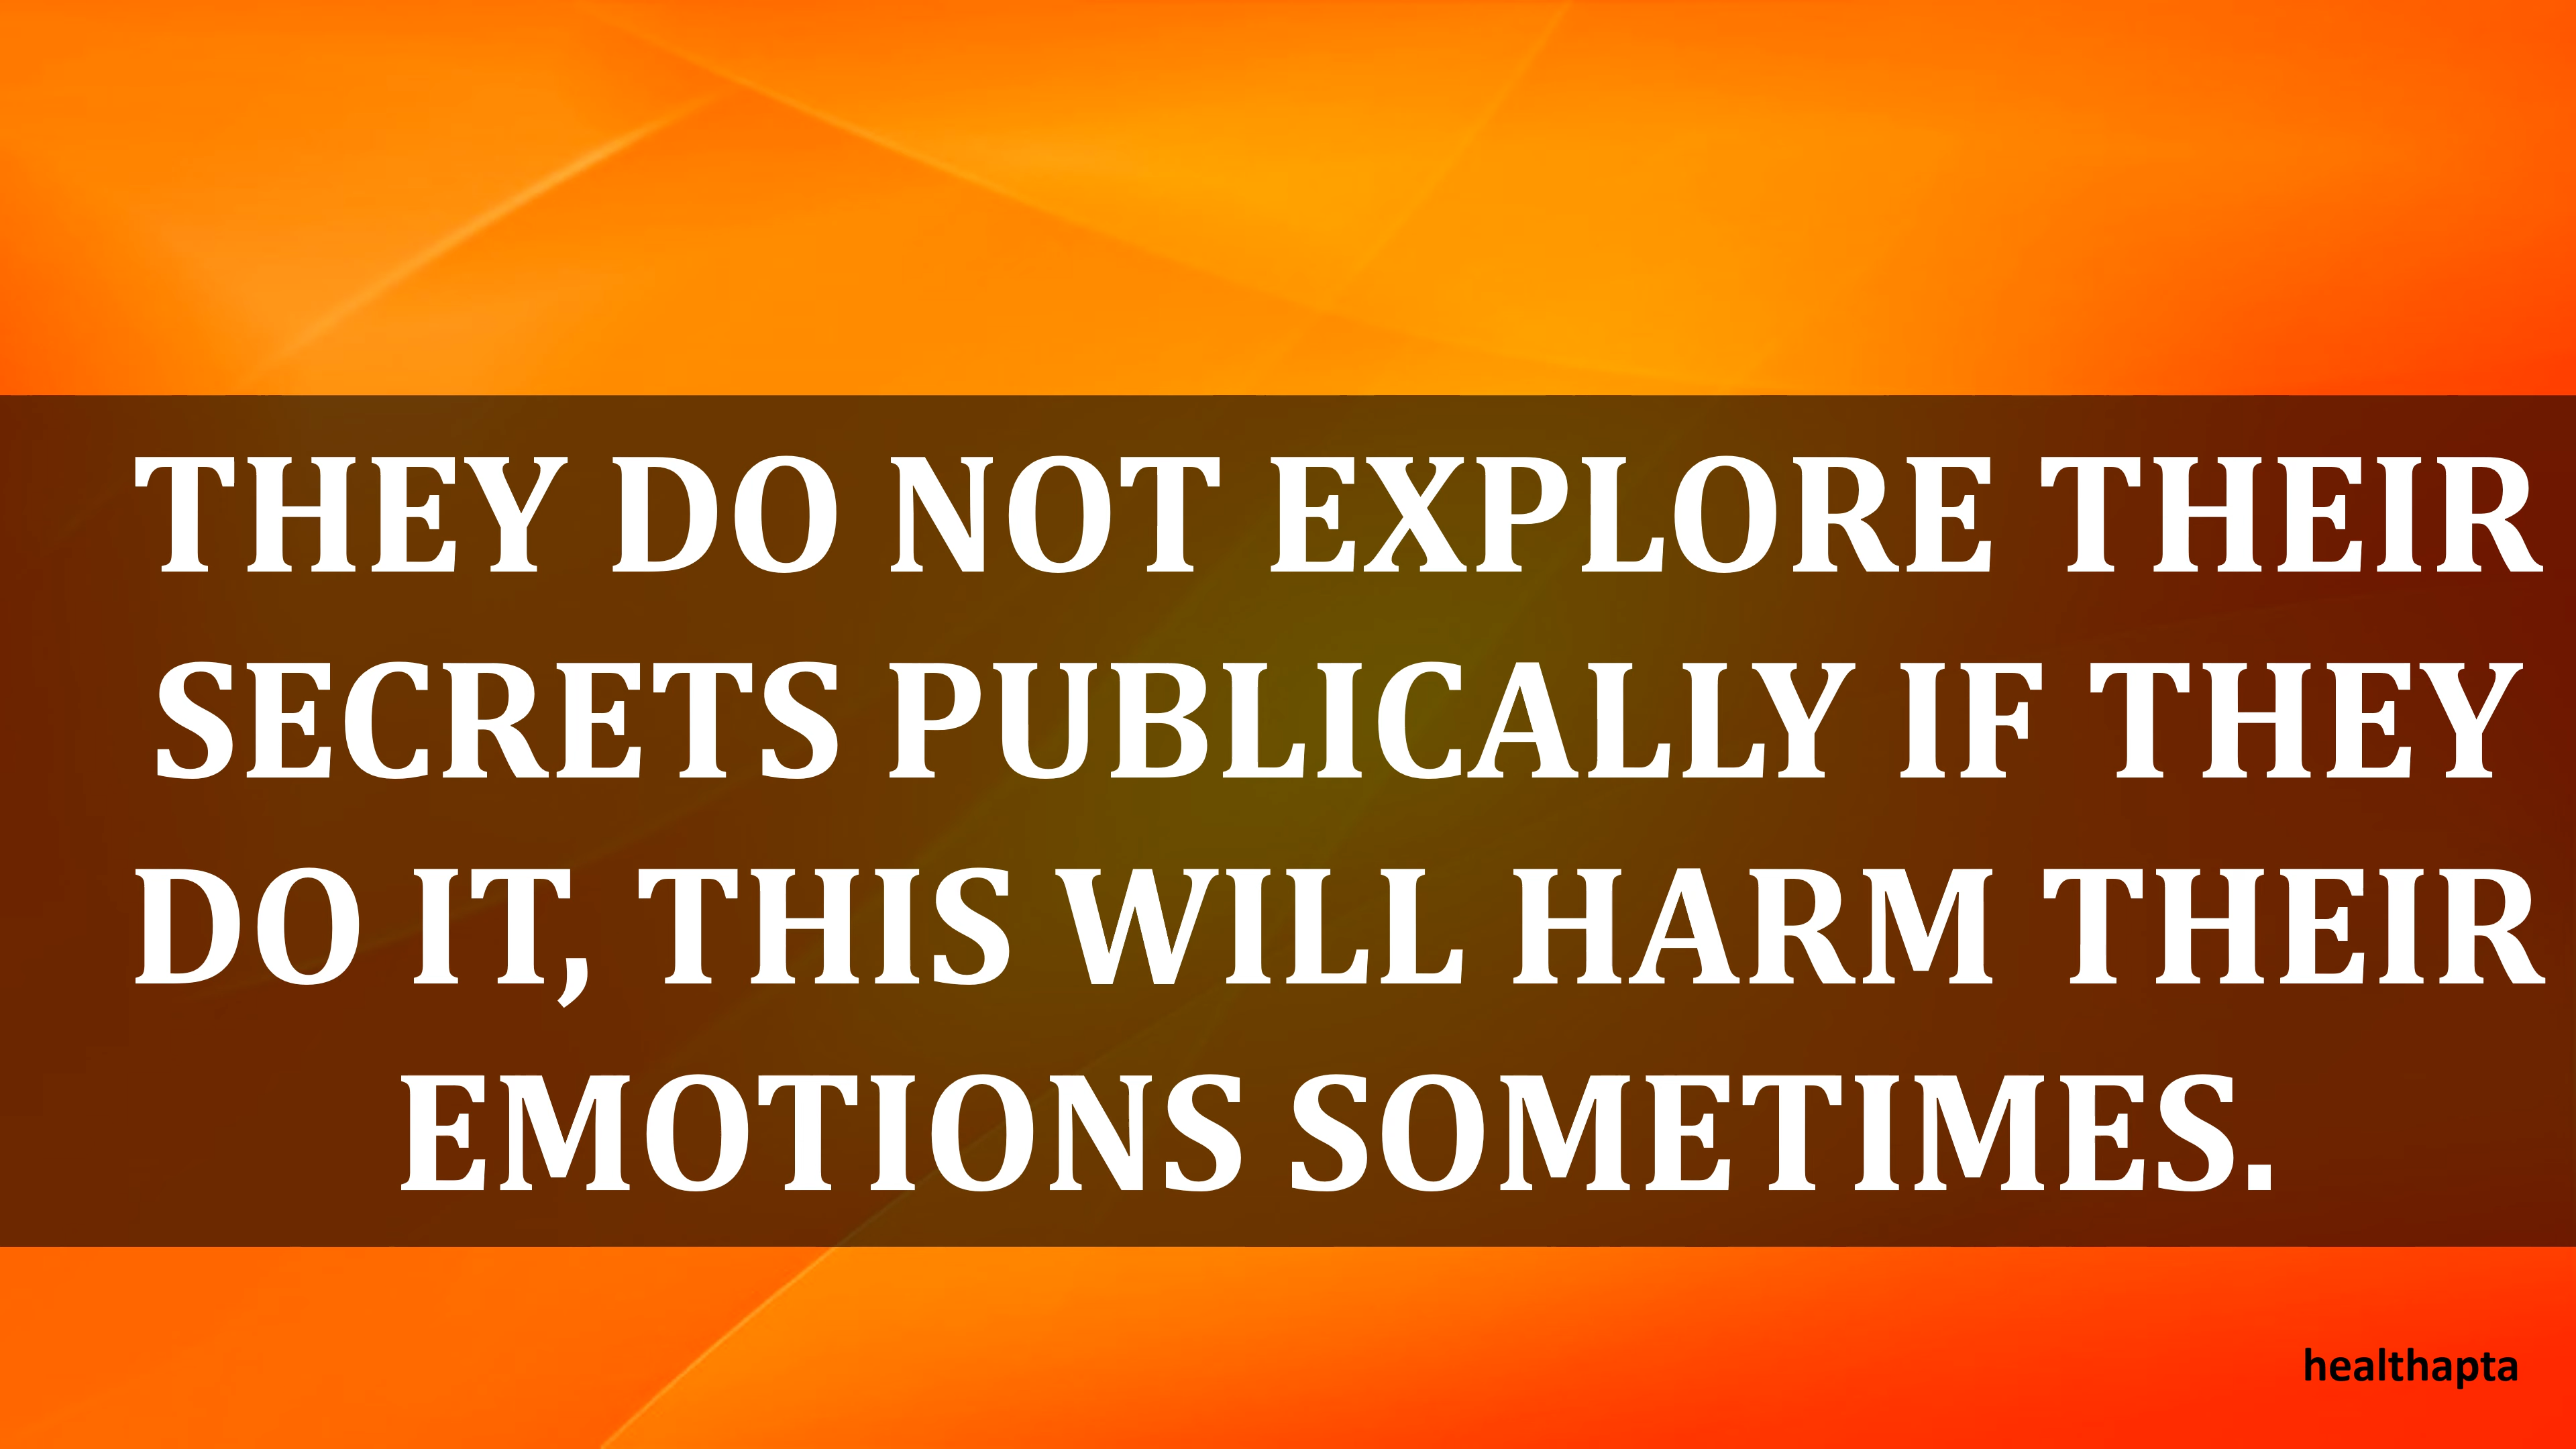 THEY DO NOT EXPLORE THEIR
SECRETS PUBLICALLY IF THEY
DO IT, THIS WILL HARM THEIR
EMOTIONS SOMETIMES.
healthapta